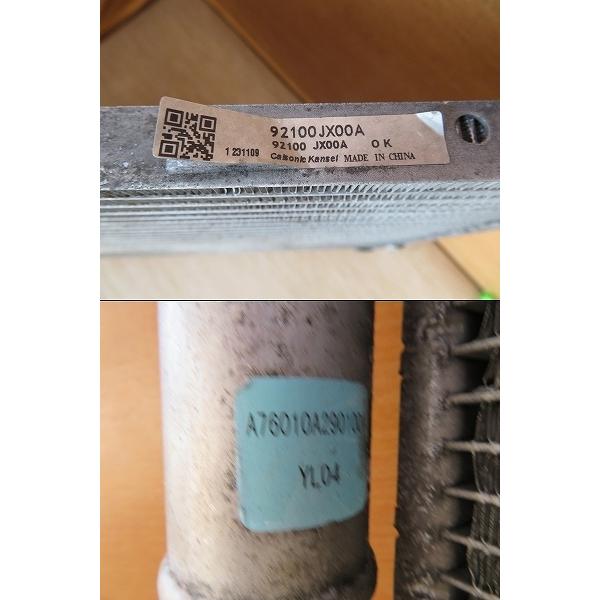 92100JX00A
92100 JX00A OK
1 231109
Calsonic Kansei MADE IN CHINA
A76010A290100
YL04